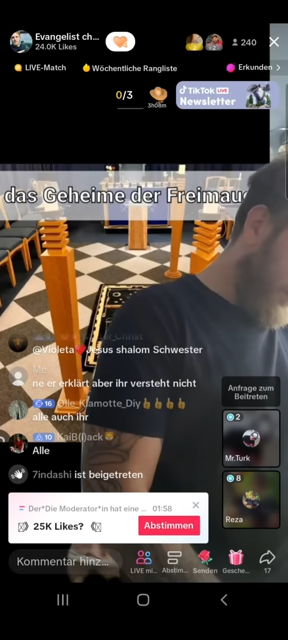 Evangelist ch...
24.0K Likes
240
LIVE-Match
Wöchentliche Rangliste
Erkunden
0/3
3h08m
TikTok LIVE
Newsletter
das Geheime der Freimau
@Violeta❤️Jesus shalom Schwester
Me
ne er erklärt aber ihr versteht nicht
16 Olle_Klamotte_Diy
alle auch ihr
10 KaiB(l)ack
Alle
7indashi ist beigetreten
Anfrage zum
Beitreten
2
Mr.Turk
8
Reza
Der*Die Moderator*in hat eine ... 01:58
25K Likes?
Abstimmen
Kommentar hinz...
LIVE mi...
Abstim...
Senden
Gesche...
17